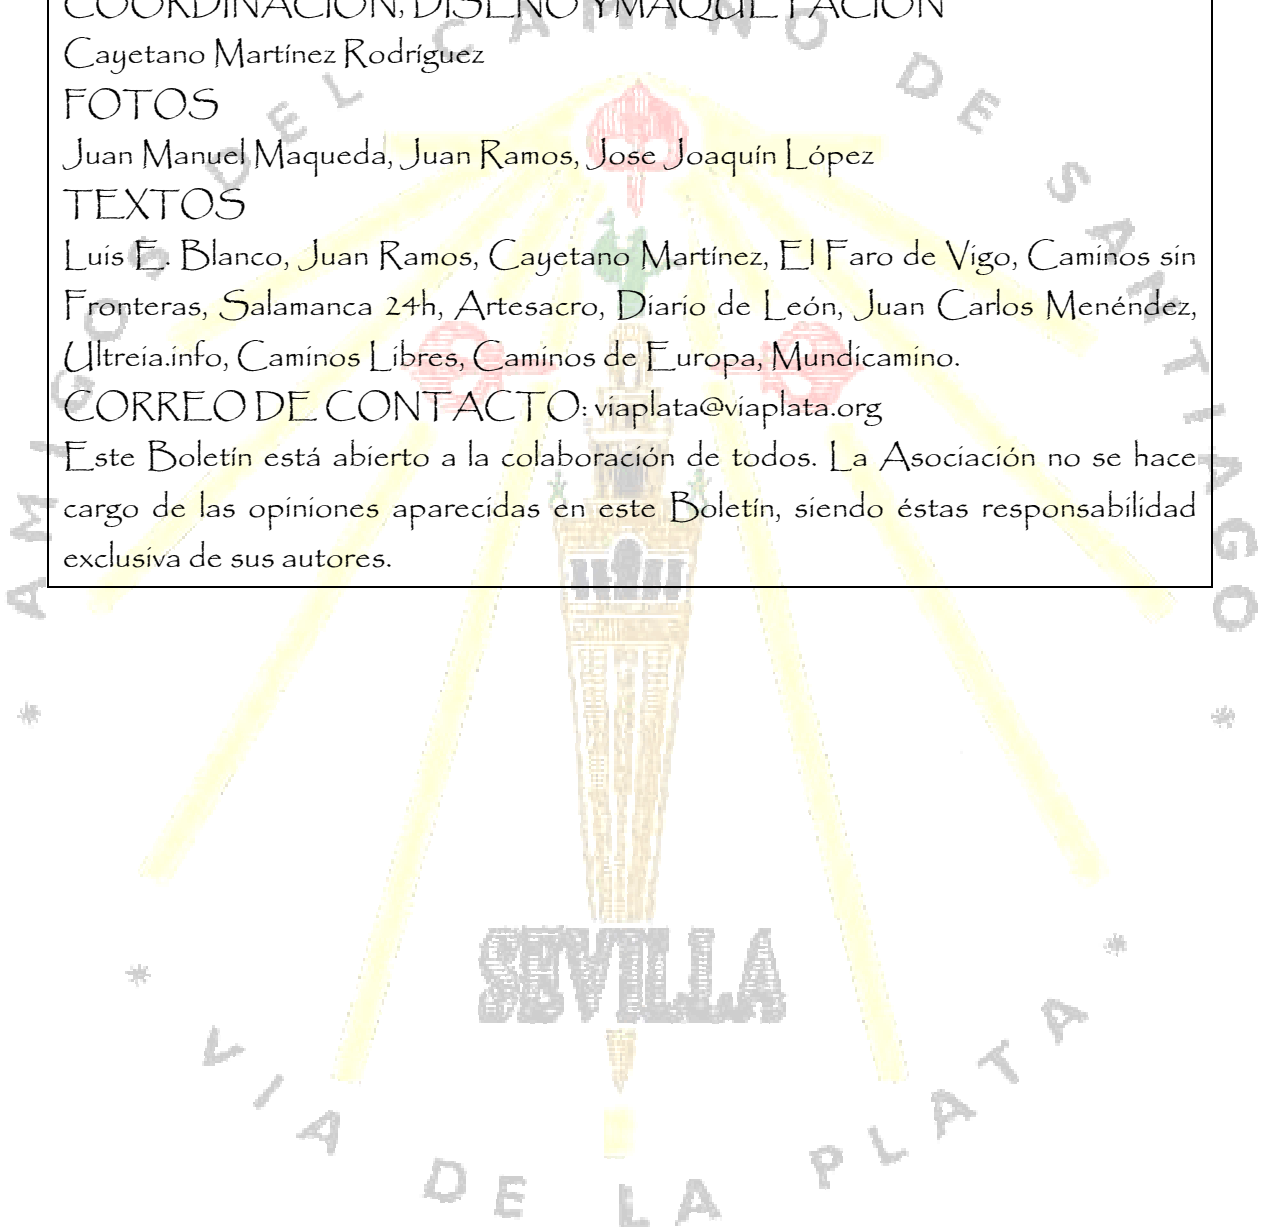 COORDINACIÓN, DISEÑO Y MAQUETACIÓN
Cayetano Martínez Rodríguez
FOTOS
Juan Manuel Maqueda, Juan Ramos, Jose Joaquín López
TEXTOS
Luis E. Blanco, Juan Ramos, Cayetano Martínez, El Faro de Vigo, Caminos sin
Fronteras, Salamanca 24h, Artesacro, Diario de León, Juan Carlos Menéndez,
Ultreia.info, Caminos Libres, Caminos de Europa, Mundicamino.
CORREO DE CONTACTO: viaplata@viaplata.org
Este Boletín está abierto a la colaboración de todos. La Asociación no se hace
cargo de las opiniones aparecidas en este Boletín, siendo éstas responsabilidad
exclusiva de sus autores.
* AMIGOS DEL CAMINO DE SANTIAGO *
SEVILLA
* VIA DE LA PLATA *